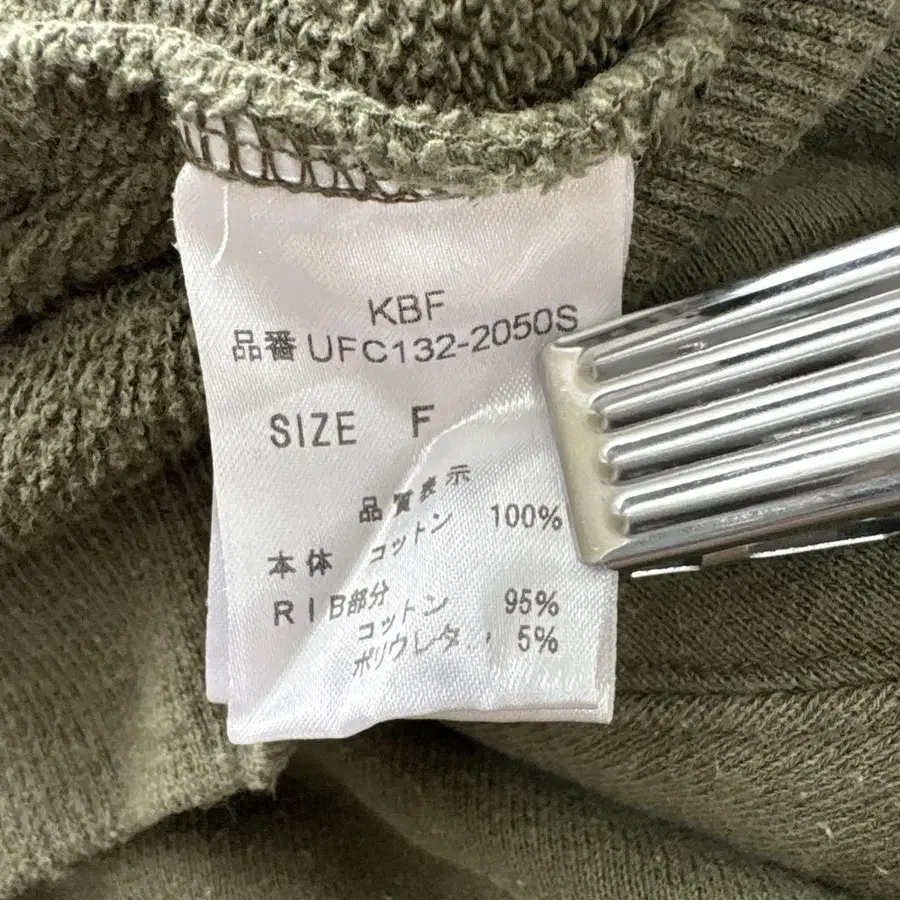 KBF
品番 UFC132-2050S
SIZE F
品質表示
本体 コットン 100%
RIB部分
コットン 95%
ポリウレタン 5%